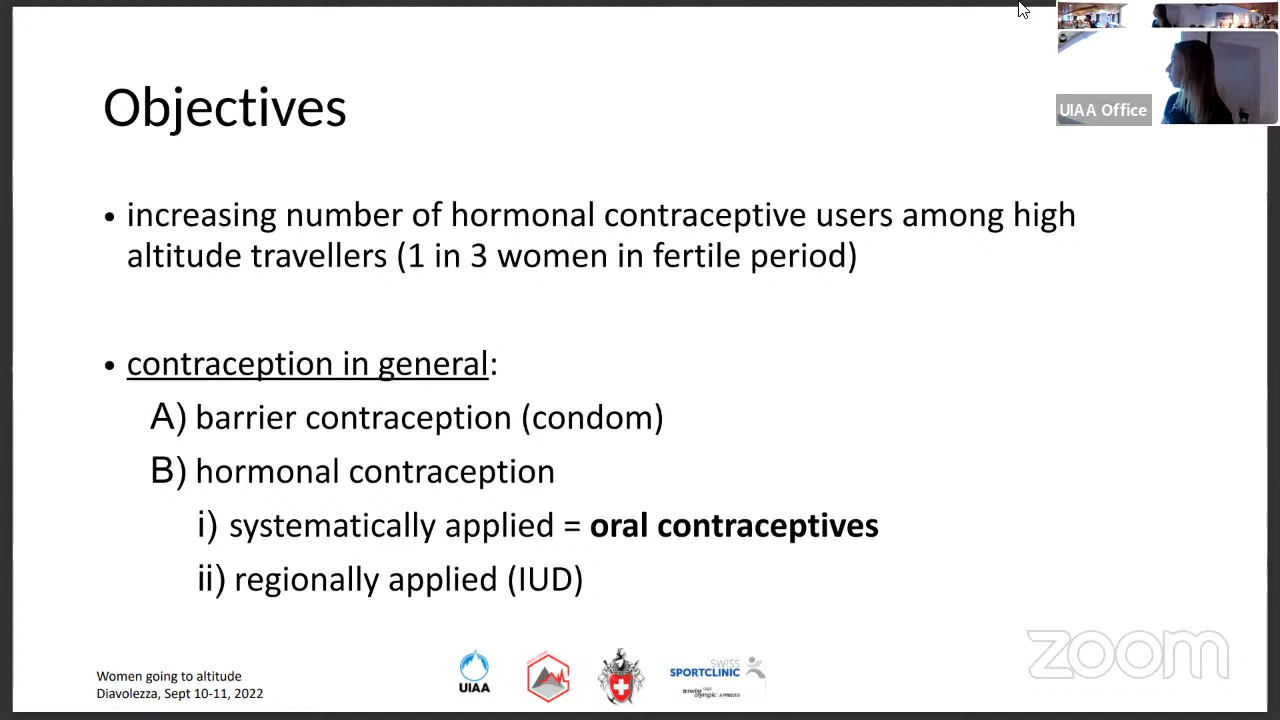 Objectives
UIAA Office
• increasing number of hormonal contraceptive users among high
altitude travellers (1 in 3 women in fertile period)
• contraception in general:
A) barrier contraception (condom)
B) hormonal contraception
i) systematically applied = oral contraceptives
ii) regionally applied (IUD)
Women going to altitude
Diavolezza, Sept 10-11, 2022
UIAA
SWISS
SPORTCLINIC
zoom